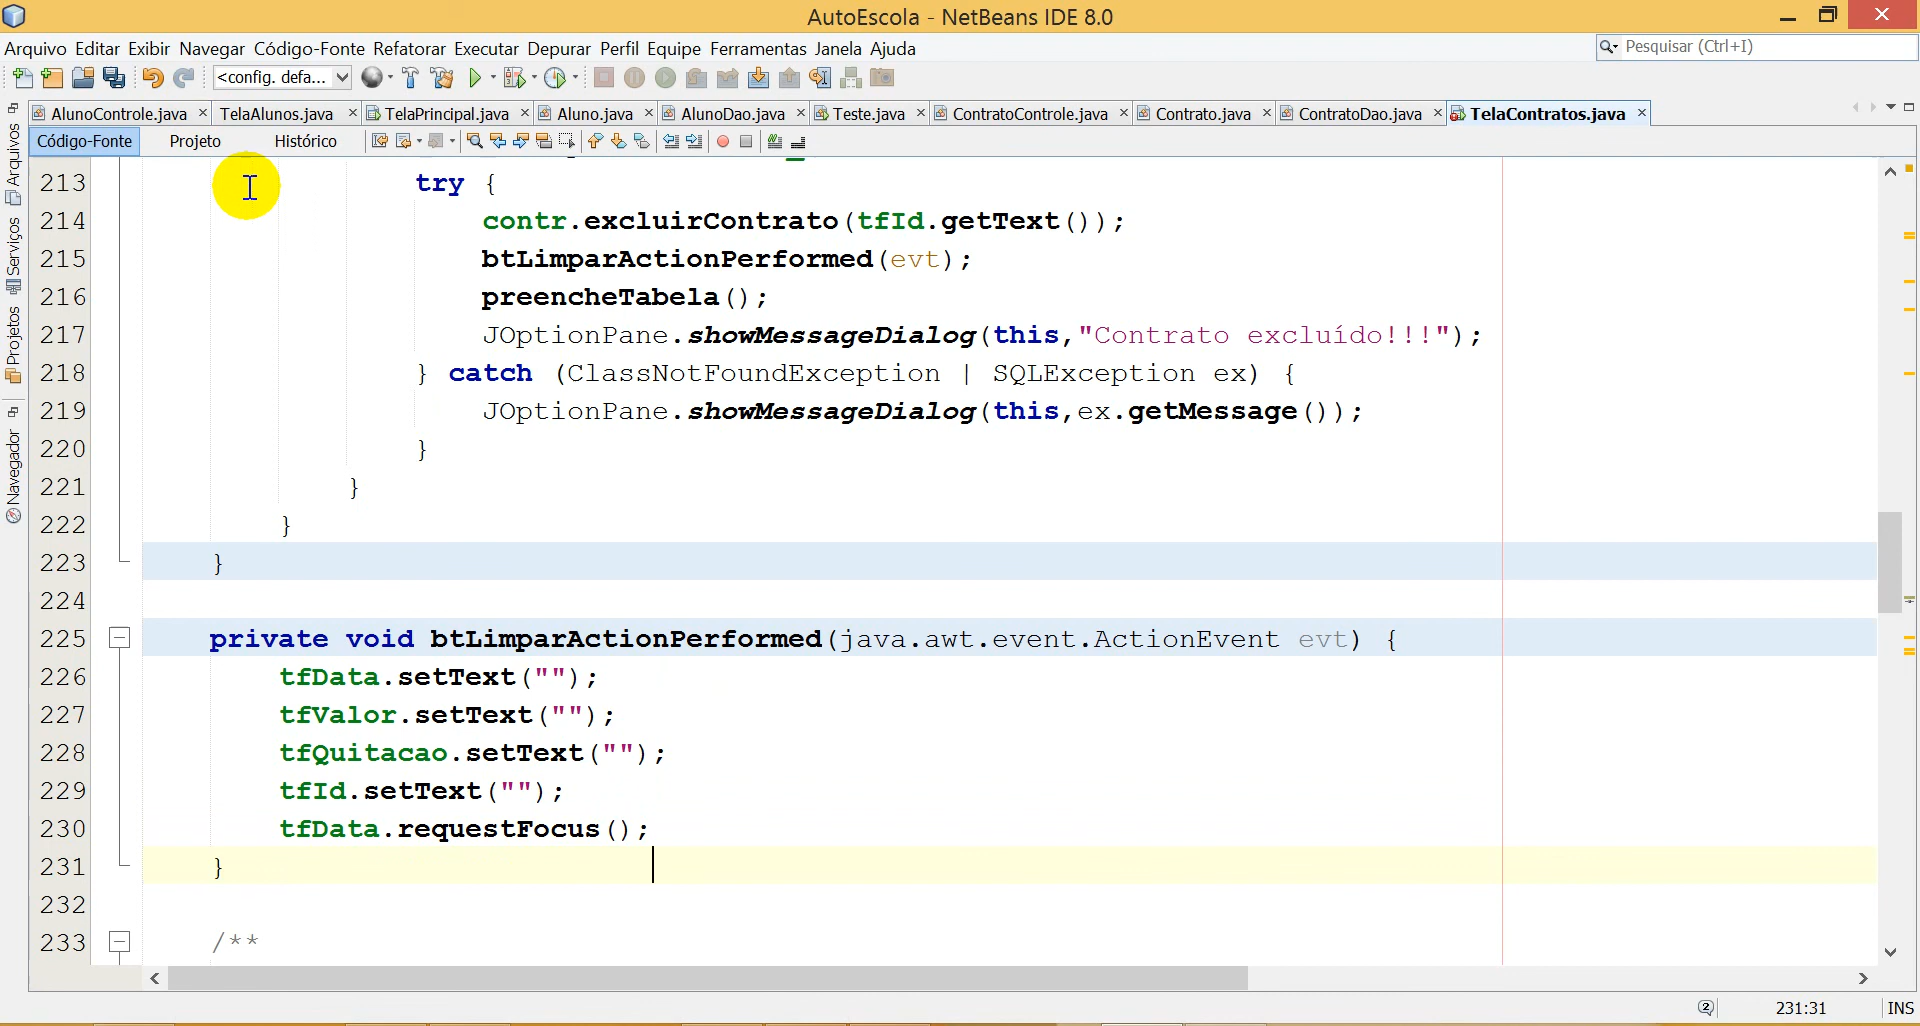 AutoEscola - NetBeans IDE 8.0
Arquivo Editar Exibir Navegar Código-Fonte Refatorar Executar Depurar Perfil Equipe Ferramentas Janela Ajuda
Pesquisar (Ctrl+I)
<config. defa...
AlunoControle.java TelaAlunos.java TelaPrincipal.java Aluno.java AlunoDao.java Teste.java ContratoControle.java Contrato.java ContratoDao.java TelaContratos.java
Código-Fonte Projeto Histórico
Arquivos
Serviços
Projetos
Navegador
213 try {
214 contr.excluirContrato(tfId.getText());
215 btLimparActionPerformed(evt);
216 preencheTabela();
217 JOptionPane.showMessageDialog(this,"Contrato excluído!!!");
218 } catch (ClassNotFoundException | SQLException ex) {
219 JOptionPane.showMessageDialog(this,ex.getMessage());
220 }
221 }
222 }
223 }
224
225 private void btLimparActionPerformed(java.awt.event.ActionEvent evt) {
226 tfData.setText("");
227 tfValor.setText("");
228 tfQuitacao.setText("");
229 tfId.setText("");
230 tfData.requestFocus();
231 }
232
233 /**
2 231:31 INS